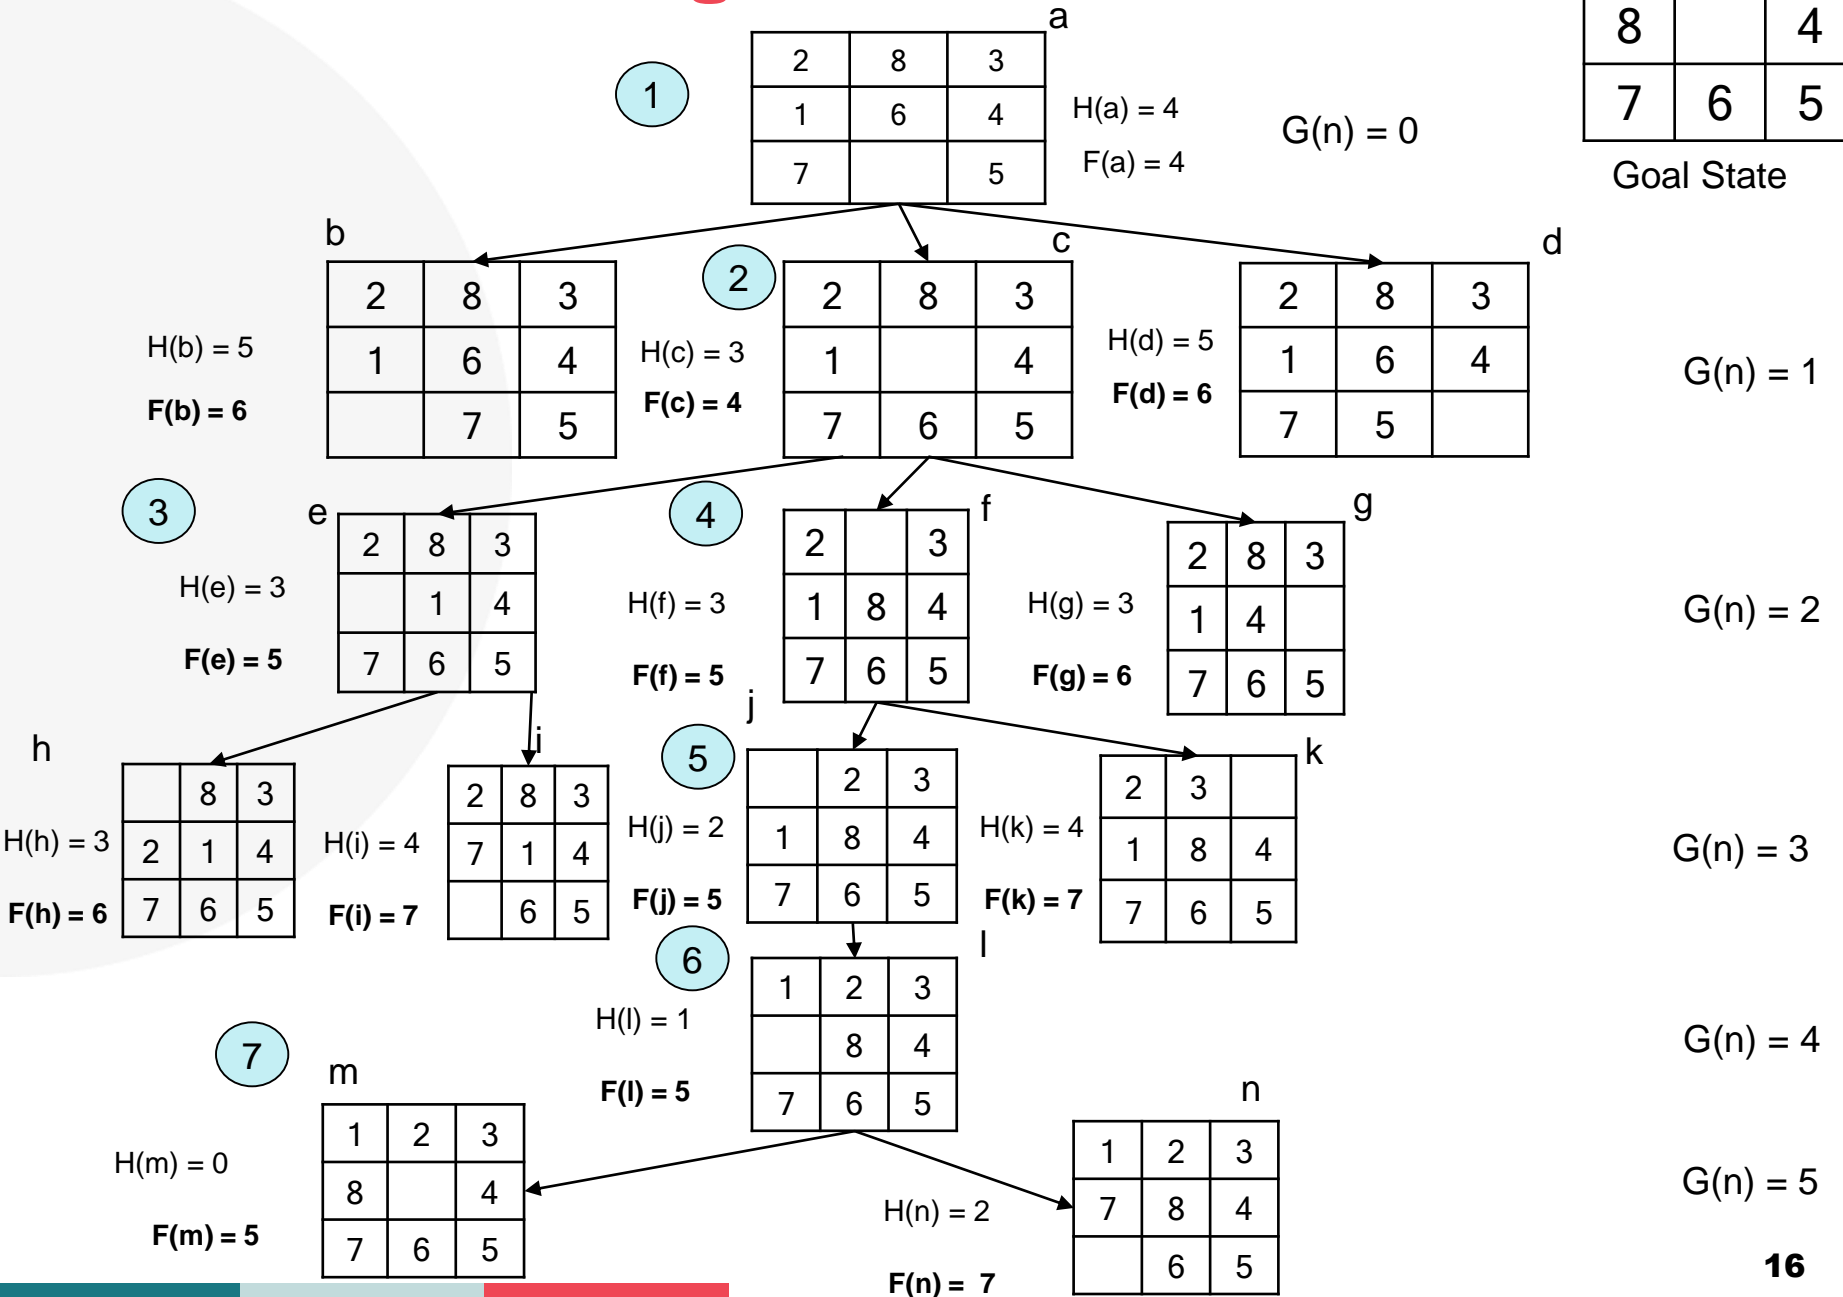 a
8 4
7 6 5
Goal State
1
2 8 3
1 6 4
7 5
H(a) = 4
F(a) = 4
G(n) = 0
b
2 8 3
1 6 4
7 5
H(b) = 5
F(b) = 6
2
c
2 8 3
1 4
7 6 5
H(c) = 3
F(c) = 4
d
2 8 3
1 6 4
7 5
H(d) = 5
F(d) = 6
G(n) = 1
3
e
2 8 3
1 4
7 6 5
H(e) = 3
F(e) = 5
4
f
2 3
1 8 4
7 6 5
H(f) = 3
F(f) = 5
g
2 8 3
1 4
7 6 5
H(g) = 3
F(g) = 6
G(n) = 2
h
8 3
2 1 4
7 6 5
H(h) = 3
F(h) = 6
i
2 8 3
7 1 4
6 5
H(i) = 4
F(i) = 7
j
5
2 3
1 8 4
7 6 5
H(j) = 2
F(j) = 5
k
2 3
1 8 4
7 6 5
H(k) = 4
F(k) = 7
G(n) = 3
6
l
1 2 3
8 4
7 6 5
H(l) = 1
F(l) = 5
G(n) = 4
7
m
1 2 3
8 4
7 6 5
H(m) = 0
F(m) = 5
n
1 2 3
7 8 4
6 5
H(n) = 2
F(n) = 7
G(n) = 5
16